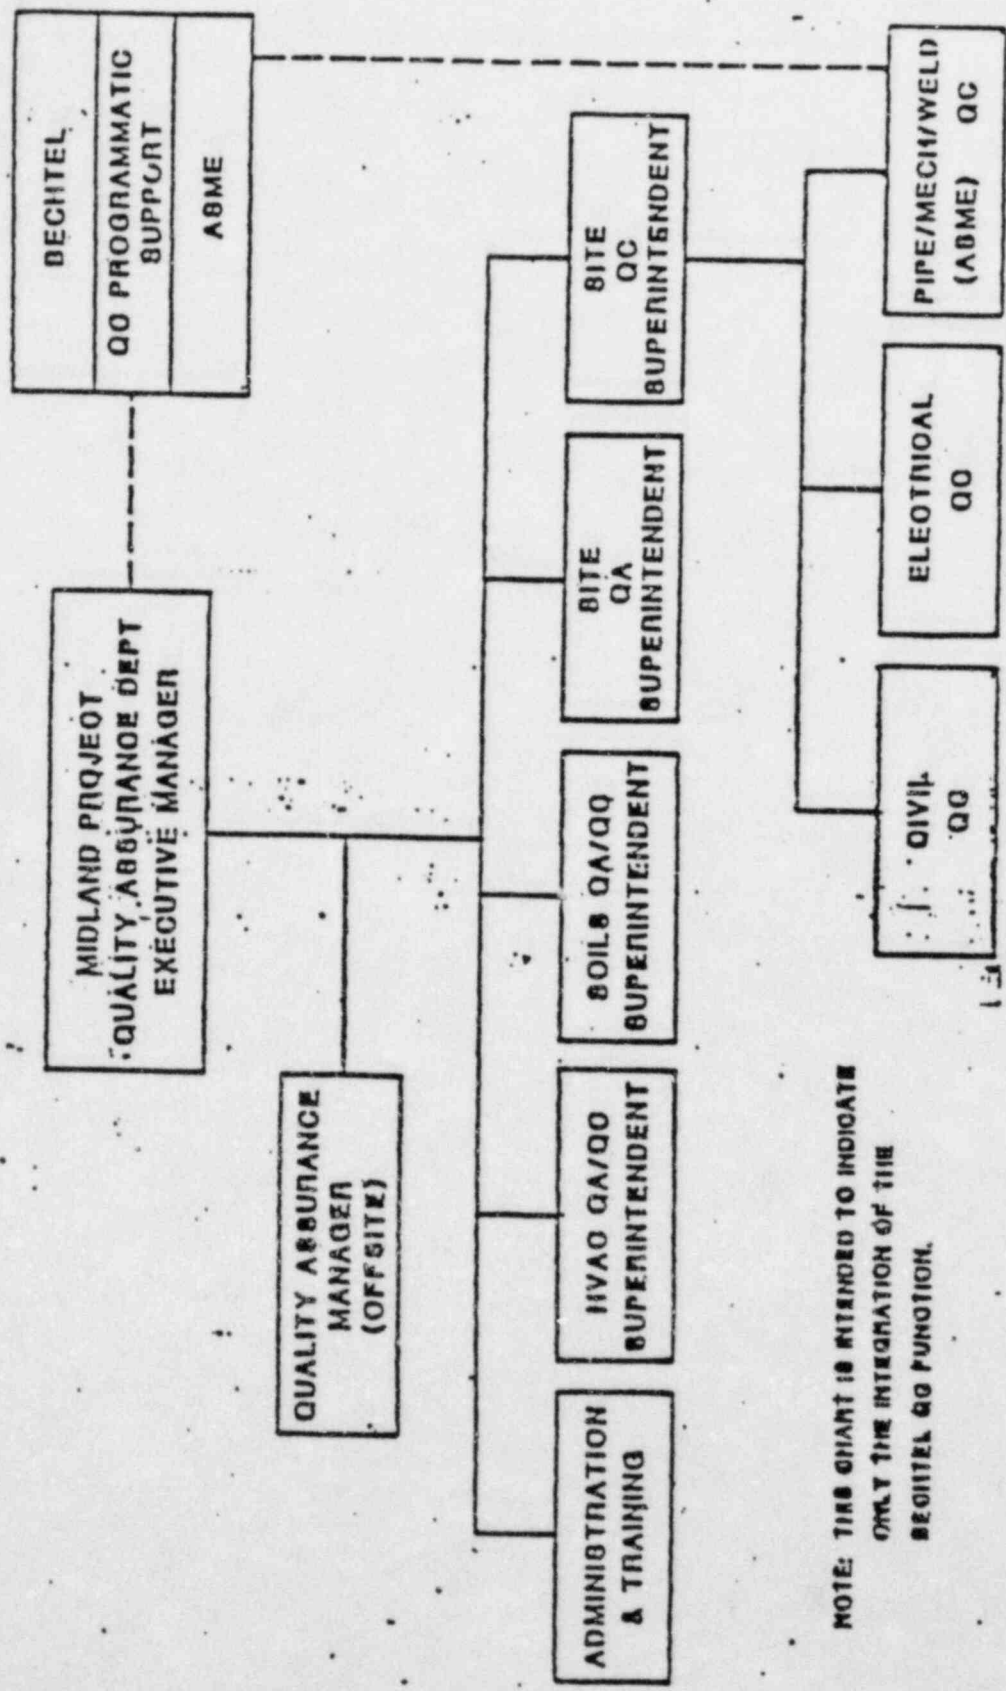 MIDLAND PROJECT
QUALITY ASSURANCE DEPT
EXECUTIVE MANAGER
BECHTEL
QC PROGRAMMATIC
SUPPORT
ASME
QUALITY ASSURANCE
MANAGER
(OFFSITE)
ADMINISTRATION
& TRAINING
HVAC QA/QC
SUPERINTENDENT
SOILS QA/QC
SUPERINTENDENT
SITE
QA
SUPERINTENDENT
SITE
QC
SUPERINTENDENT
CIVIL
QC
ELECTRICAL
QC
PIPE/MECH/WELD
(ASME) QC
NOTE: THIS CHART IS INTENDED TO INDICATE
ONLY THE INTEGRATION OF THE
BECHTEL QC FUNCTION.